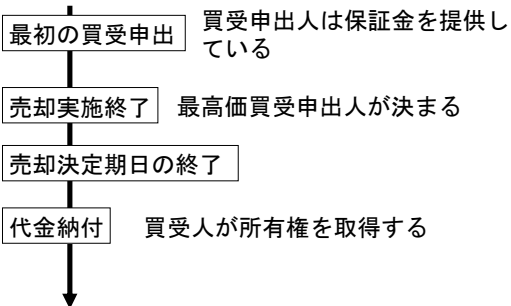 最初の買受申出
買受申出人は保証金を提供し
ている
売却実施終了
最高価買受申出人が決まる
売却決定期日の終了
代金納付
買受人が所有権を取得する